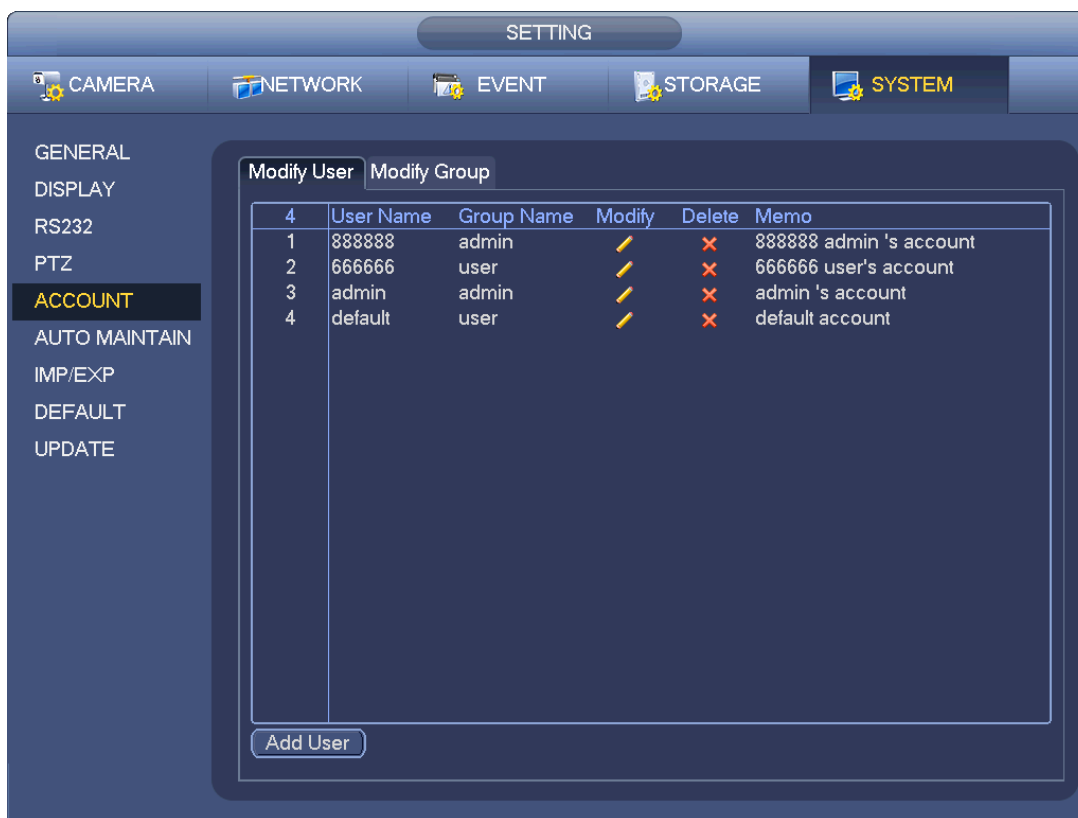 SETTING
CAMERA NETWORK EVENT STORAGE SYSTEM
GENERAL
DISPLAY
RS232
PTZ
ACCOUNT
AUTO MAINTAIN
IMP/EXP
DEFAULT
UPDATE
Modify User Modify Group
4 User Name Group Name Modify Delete Memo
1 888888 admin 888888 admin 's account
2 666666 user 666666 user's account
3 admin admin admin 's account
4 default user default account
Add User